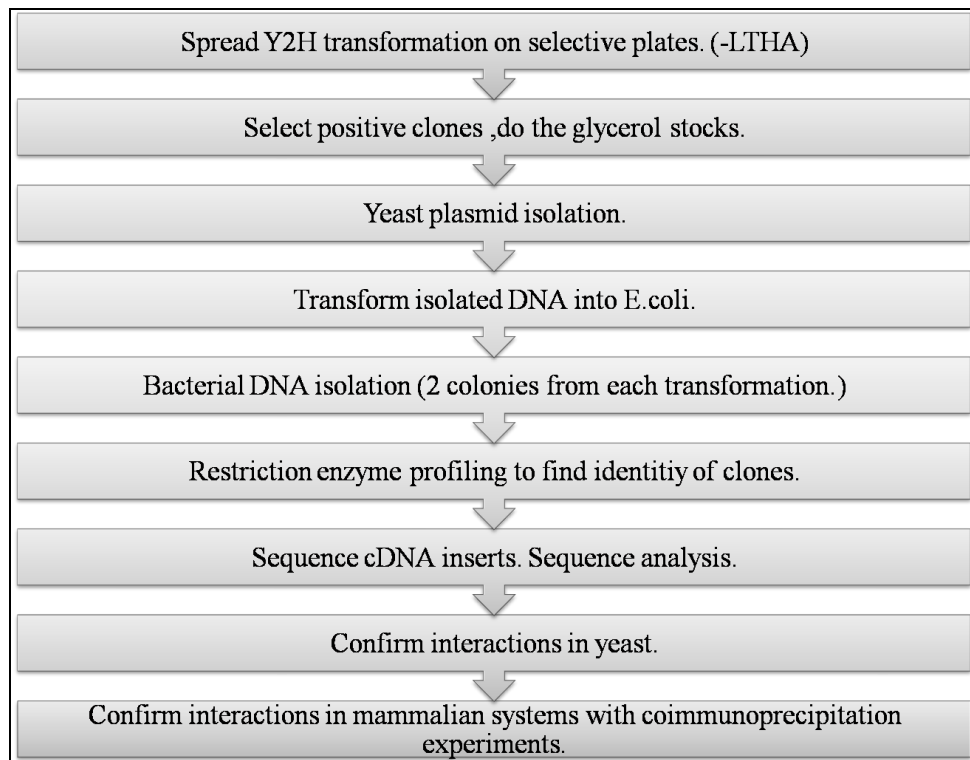 Spread Y2H transformation on selective plates. (-LTHA)
Select positive clones ,do the glycerol stocks.
Yeast plasmid isolation.
Transform isolated DNA into E.coli.
Bacterial DNA isolation (2 colonies from each transformation.)
Restriction enzyme profiling to find identitiy of clones.
Sequence cDNA inserts. Sequence analysis.
Confirm interactions in yeast.
Confirm interactions in mammalian systems with coimmunoprecipitation
experiments.